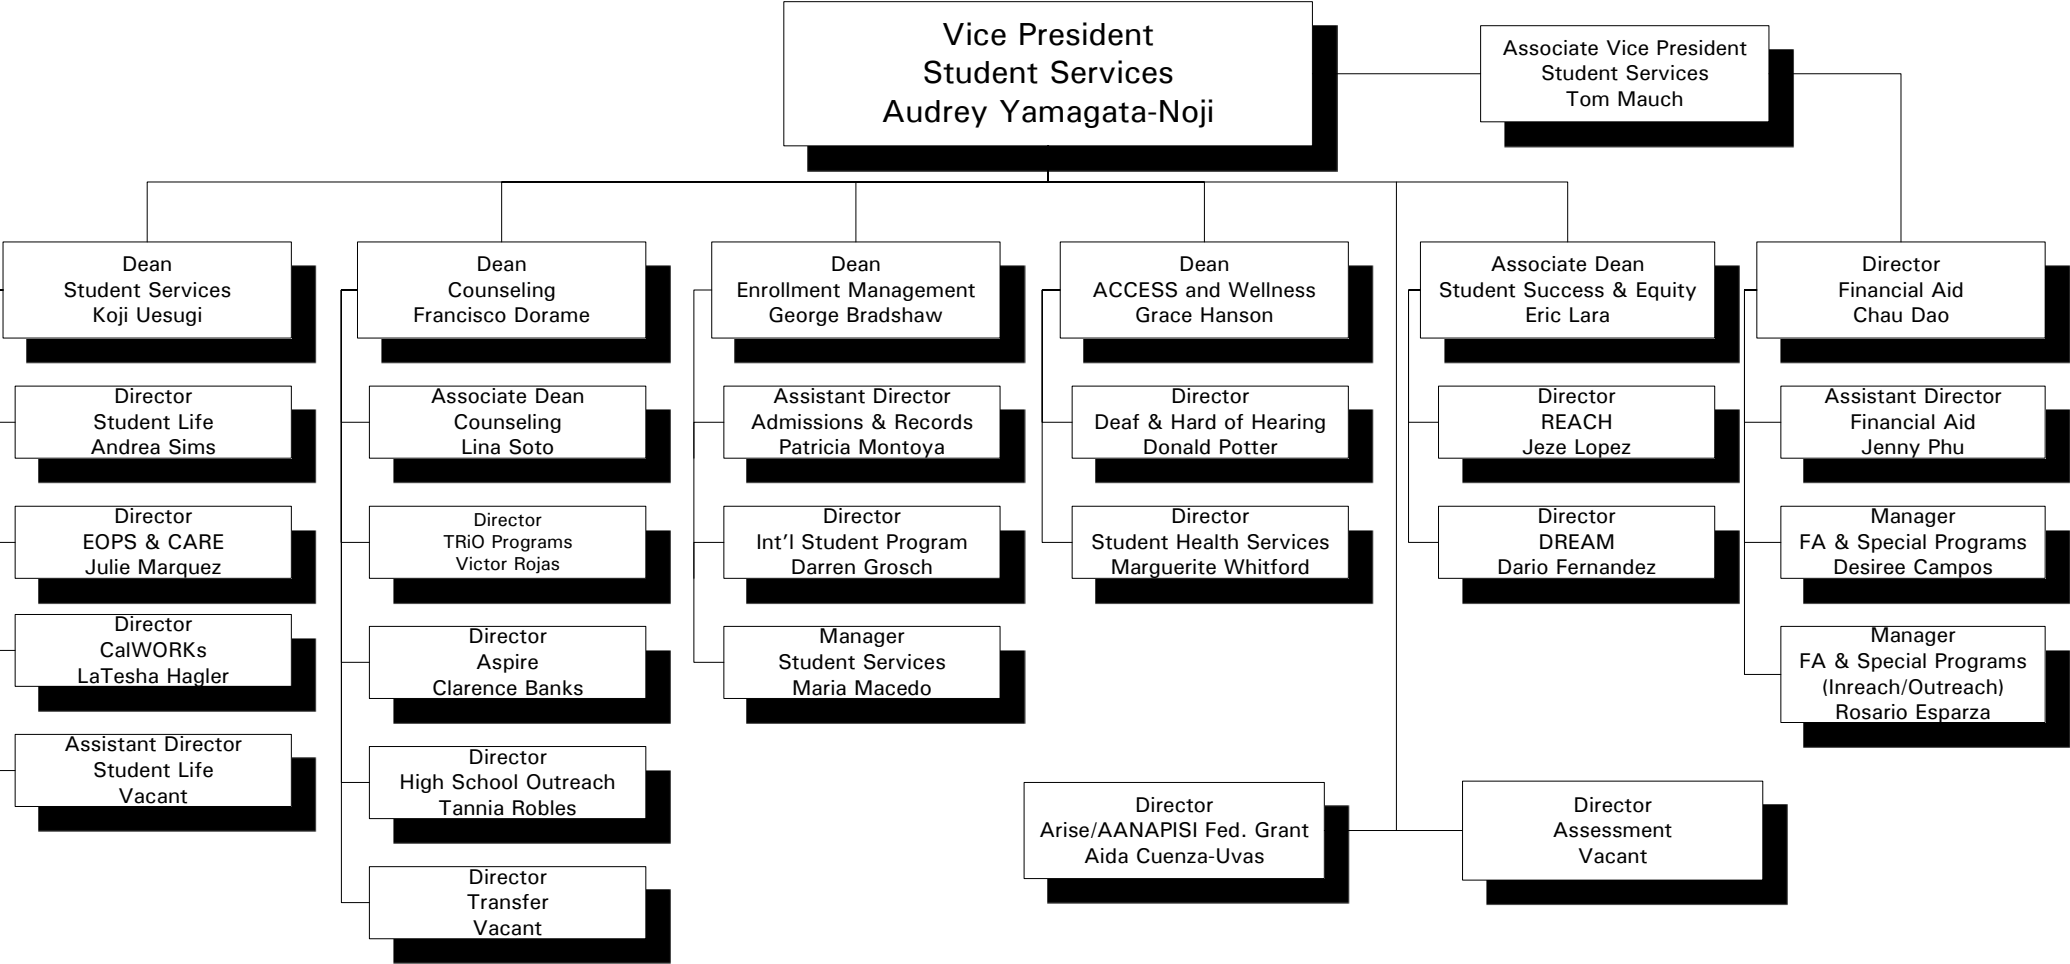 Vice President
Student Services
Audrey Yamagata-Noji
Associate Vice President
Student Services
Tom Mauch
Dean
Student Services
Koji Uesugi
Director
Student Life
Andrea Sims
Director
EOPS & CARE
Julie Marquez
Director
CalWORKs
LaTesha Hagler
Assistant Director
Student Life
Vacant
Dean
Counseling
Francisco Dorame
Associate Dean
Counseling
Lina Soto
Director
TRiO Programs
Victor Rojas
Director
Aspire
Clarence Banks
Director
High School Outreach
Tannia Robles
Director
Transfer
Vacant
Dean
Enrollment Management
George Bradshaw
Assistant Director
Admissions & Records
Patricia Montoya
Director
Int’l Student Program
Darren Grosch
Manager
Student Services
Maria Macedo
Dean
ACCESS and Wellness
Grace Hanson
Director
Deaf & Hard of Hearing
Donald Potter
Director
Student Health Services
Marguerite Whitford
Associate Dean
Student Success & Equity
Eric Lara
Director
REACH
Jeze Lopez
Director
DREAM
Dario Fernandez
Director
Financial Aid
Chau Dao
Assistant Director
Financial Aid
Jenny Phu
Manager
FA & Special Programs
Desiree Campos
Manager
FA & Special Programs
(Inreach/Outreach)
Rosario Esparza
Director
Arise/AANAPISI Fed. Grant
Aida Cuenza-Uvas
Director
Assessment
Vacant